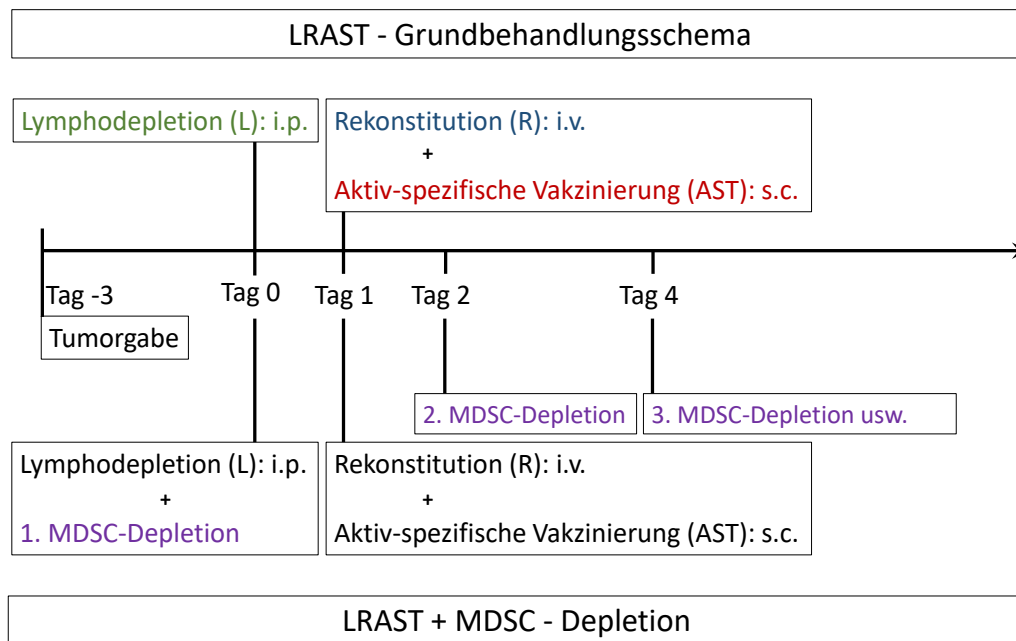 LRAST - Grundbehandlungsschema
Lymphodepletion (L): i.p.
Rekonstitution (R): i.v.
+
Aktiv-spezifische Vakzinierung (AST): s.c.
Tag -3
Tag 0
Tag 1
Tag 2
Tag 4
Tumorgabe
2. MDSC-Depletion
3. MDSC-Depletion usw.
Lymphodepletion (L): i.p.
+
1. MDSC-Depletion
Rekonstitution (R): i.v.
+
Aktiv-spezifische Vakzinierung (AST): s.c.
LRAST + MDSC - Depletion